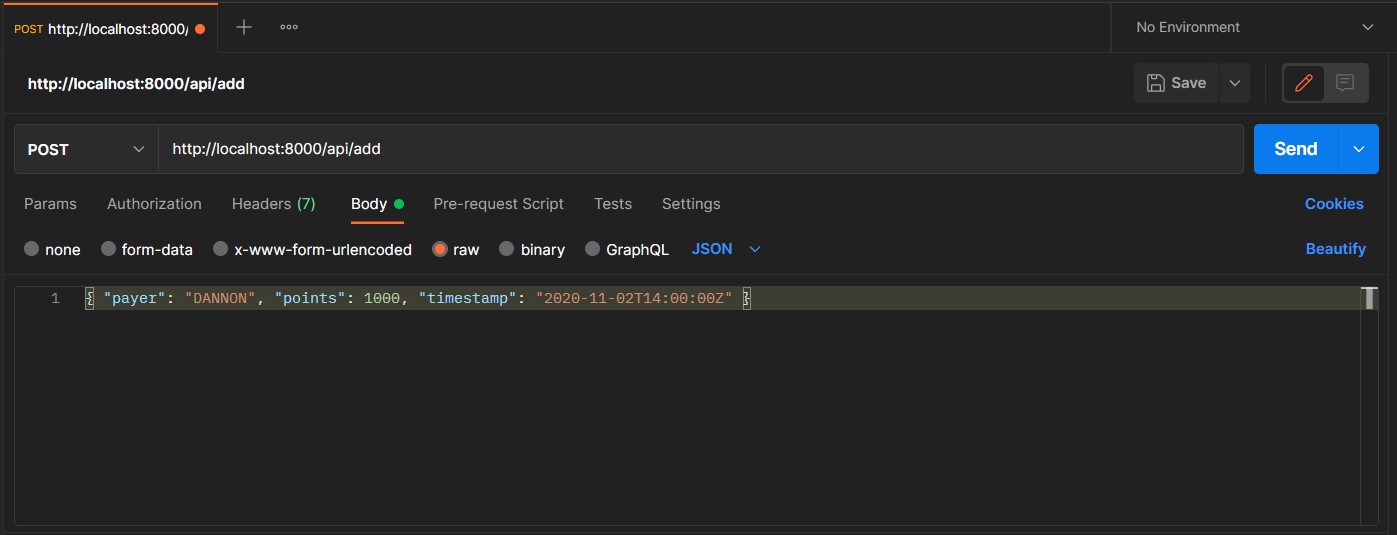 POST http://localhost:8000/ No Environment
http://localhost:8000/api/add Save
POST http://localhost:8000/api/add Send
Params Authorization Headers (7) Body Pre-request Script Tests Settings Cookies
none form-data x-www-form-urlencoded raw binary GraphQL JSON Beautify
1 { "payer": "DANNON", "points": 1000, "timestamp": "2020-11-02T14:00:00Z" }